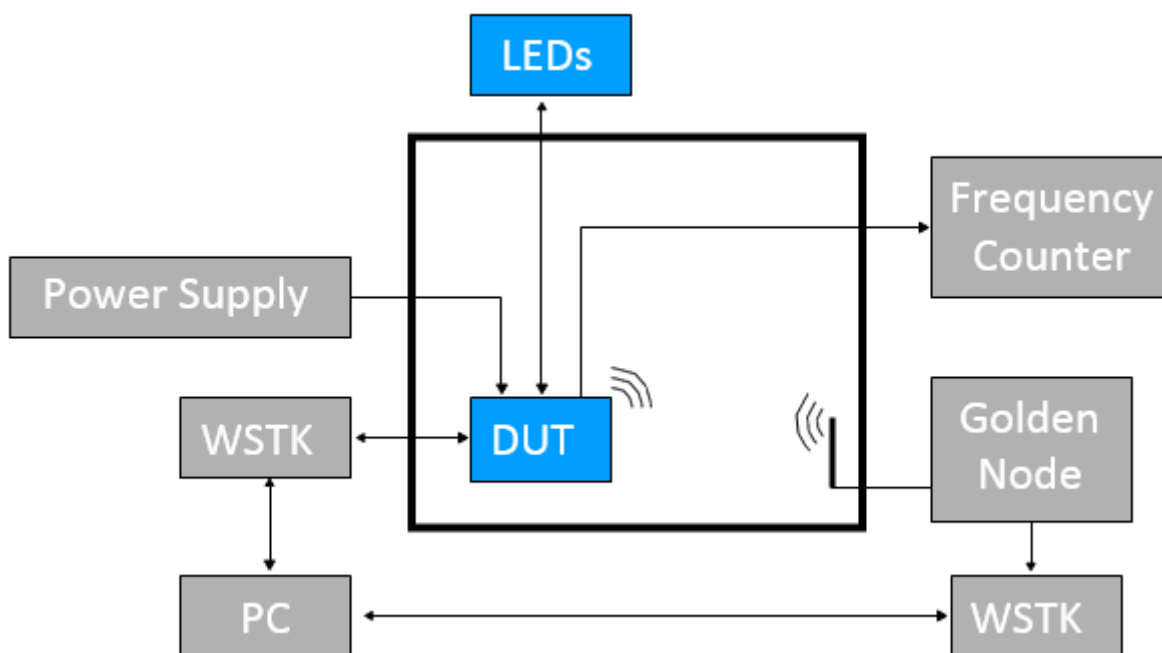 LEDs
Frequency
Counter
Power Supply
WSTK
DUT
Golden
Node
PC
WSTK